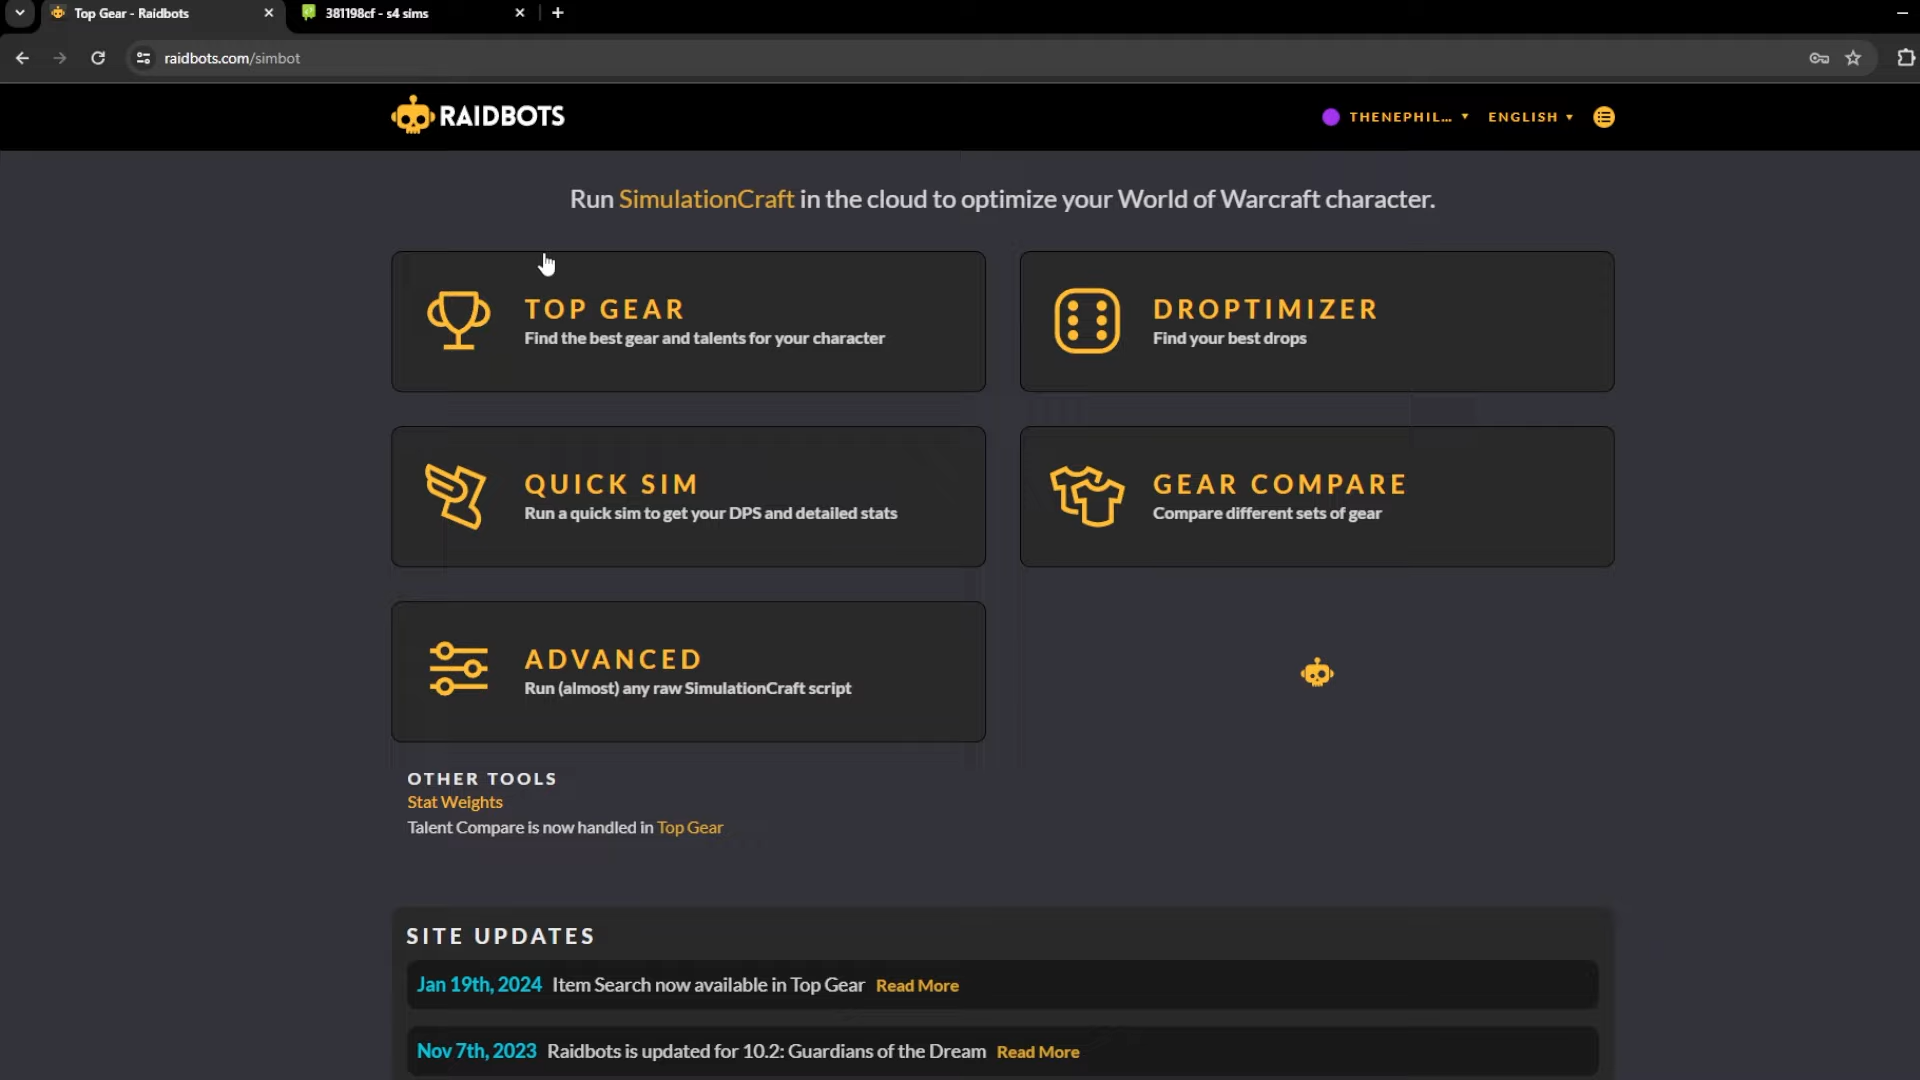 Top Gear - Raidbots
381198cf - s4 sims
raidbots.com/simbot
RAIDBOTS
THENEPHIL...
ENGLISH
Run SimulationCraft in the cloud to optimize your World of Warcraft character.
TOP GEAR
Find the best gear and talents for your character
DROPTIMIZER
Find your best drops
QUICK SIM
Run a quick sim to get your DPS and detailed stats
GEAR COMPARE
Compare different sets of gear
ADVANCED
Run (almost) any raw SimulationCraft script
OTHER TOOLS
Stat Weights
Talent Compare is now handled in Top Gear
SITE UPDATES
Jan 19th, 2024 Item Search now available in Top Gear Read More
Nov 7th, 2023 Raidbots is updated for 10.2: Guardians of the Dream Read More